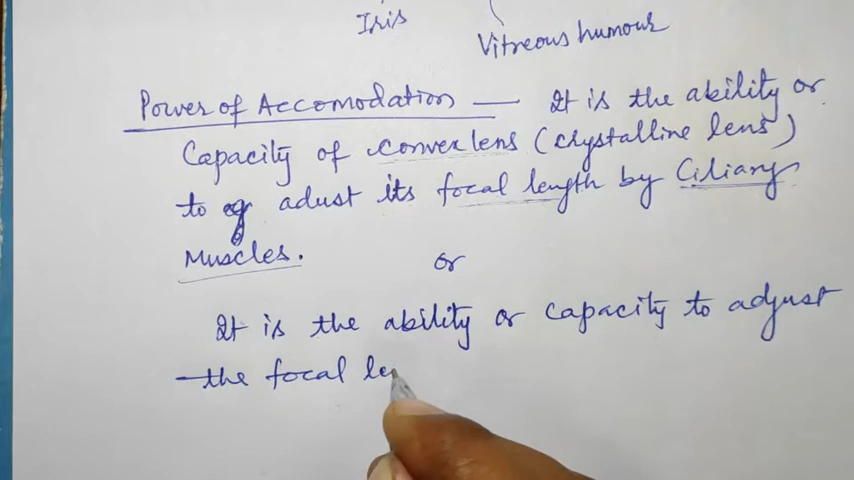 Iris
Vitreous humour
Power of Accomodation — It is the ability or
Capacity of convex lens (crystalline lens)
to adust its focal length by Ciliary
Muscles.
or
It is the ability or capacity to adjust
the focal le